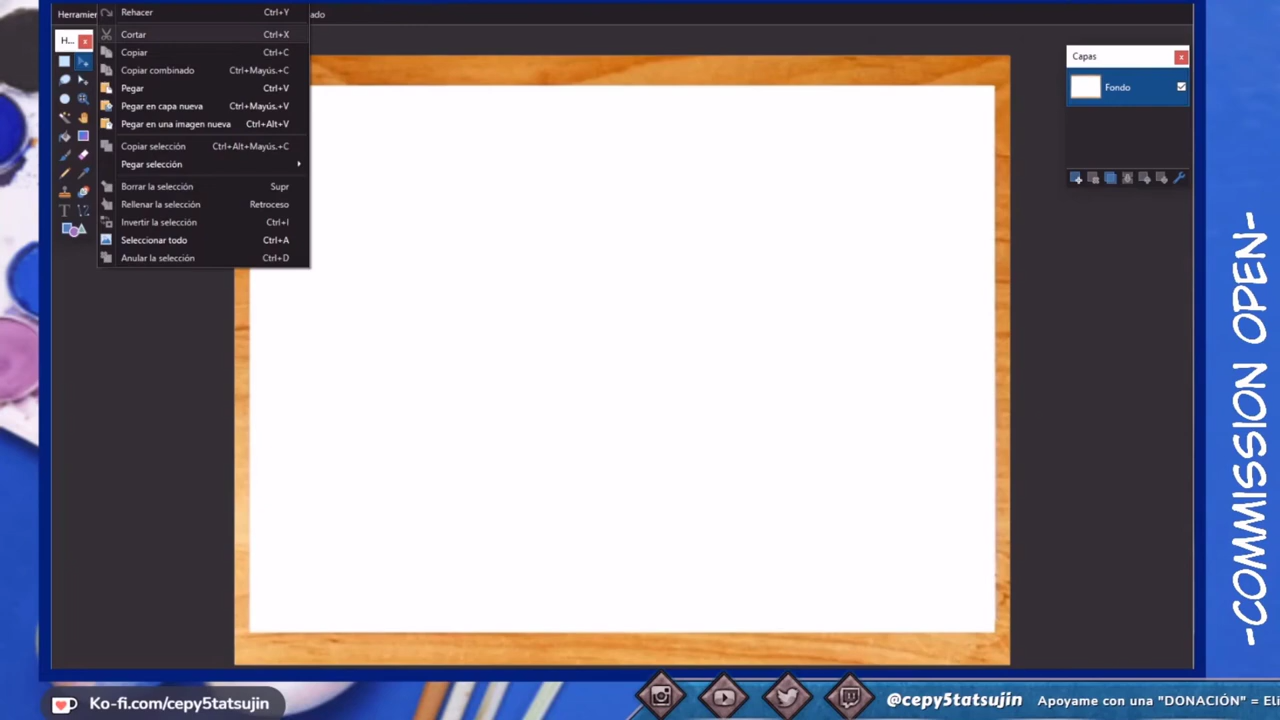 Herramier
ado
Rehacer Ctrl+Y
Cortar Ctrl+X
Copiar Ctrl+C
Copiar combinado Ctrl+Mayús.+C
Pegar Ctrl+V
Pegar en capa nueva Ctrl+Mayús.+V
Pegar en una imagen nueva Ctrl+Alt+V
Copiar selección Ctrl+Alt+Mayús.+C
Pegar selección
Borrar la selección Supr
Rellenar la selección Retroceso
Invertir la selección Ctrl+I
Seleccionar todo Ctrl+A
Anular la selección Ctrl+D
H...
Capas
Fondo
-COMMISSION OPEN-
Ko-fi.com/cepy5tatsujin
@cepy5tatsujin
Apoyame con una "DONACIÓN" = Eli